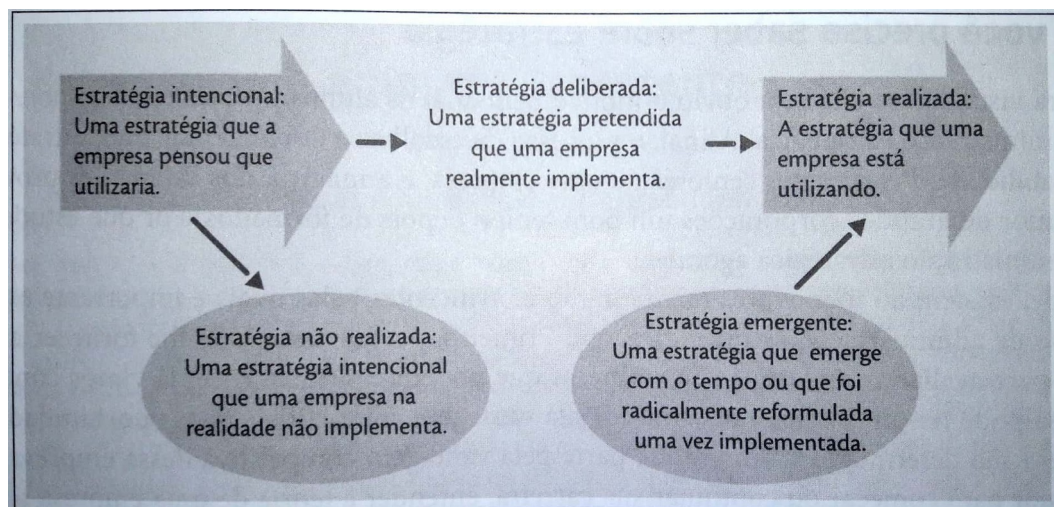 Estratégia intencional:
Uma estratégia que a
empresa pensou que
utilizaria.
Estratégia deliberada:
Uma estratégia pretendida
que uma empresa
realmente implementa.
Estratégia realizada:
A estratégia que uma
empresa está
utilizando.
Estratégia não realizada:
Uma estratégia intencional
que uma empresa na
realidade não implementa.
Estratégia emergente:
Uma estratégia que emerge
com o tempo ou que foi
radicalmente reformulada
uma vez implementada.